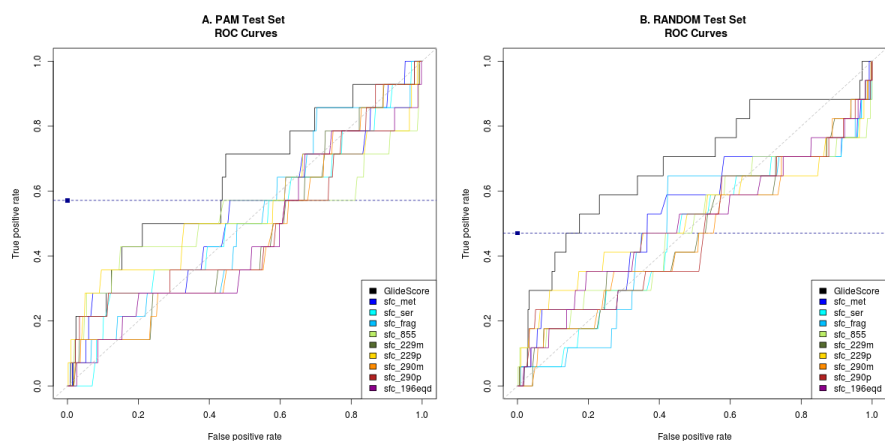 A. PAM Test Set
ROC Curves
True positive rate
0.0
0.2
0.4
0.6
0.8
1.0
GlideScore
sfc_met
sfc_ser
sfc_frag
sfc_855
sfc_229m
sfc_229p
sfc_290m
sfc_290p
sfc_196eqd
0.0 0.2 0.4 0.6 0.8 1.0
False positive rate
B. RANDOM Test Set
ROC Curves
True positive rate
0.0
0.2
0.4
0.6
0.8
1.0
GlideScore
sfc_met
sfc_ser
sfc_frag
sfc_855
sfc_229m
sfc_229p
sfc_290m
sfc_290p
sfc_196eqd
0.0 0.2 0.4 0.6 0.8 1.0
False positive rate